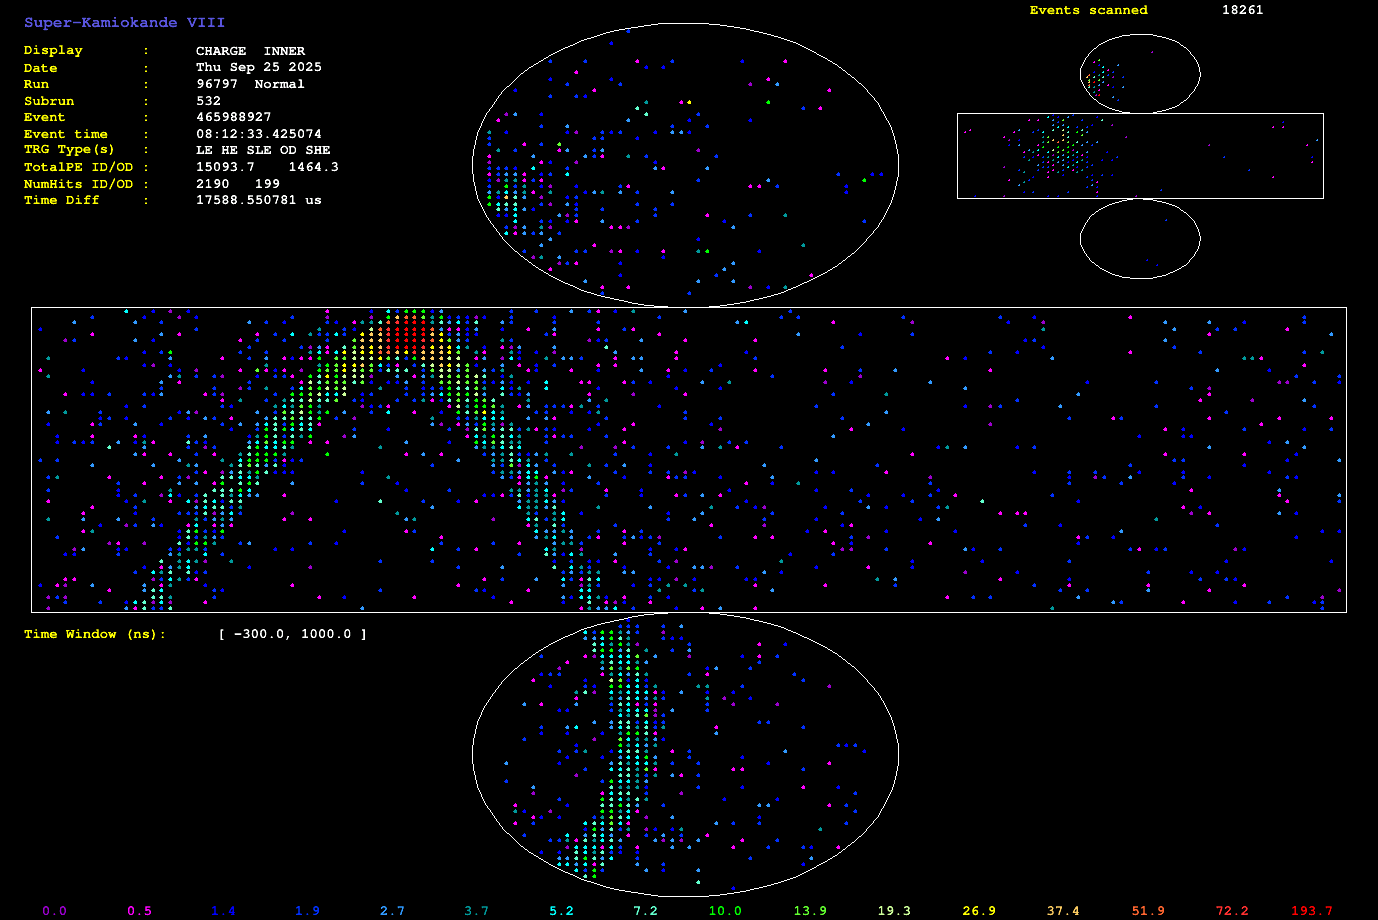 Super-Kamiokande VIII
Events scanned 18261
Display : CHARGE INNER
Date : Thu Sep 25 2025
Run : 96797 Normal
Subrun : 532
Event : 465988927
Event time : 08:12:33.425074
TRG Type(s) : LE HE SLE OD SHE
TotalPE ID/OD : 15093.7 1464.3
NumHits ID/OD : 2190 199
Time Diff : 17588.550781 us
Time Window (ns): [ -300.0, 1000.0 ]
0.0 0.5 1.4 1.9 2.7 3.7 5.2 7.2 10.0 13.9 19.3 26.9 37.4 51.9 72.2 193.7